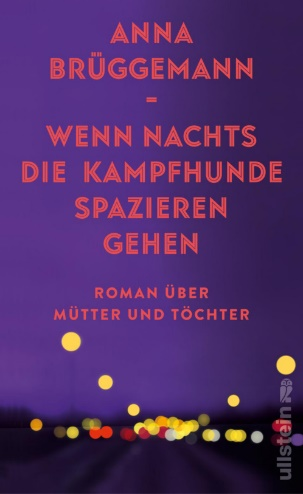 ANNA
BRÜGGEMANN
–
WENN NACHTS
DIE KAMPFHUNDE
SPAZIEREN
GEHEN
ROMAN ÜBER
MÜTTER UND TÖCHTER
ullstein